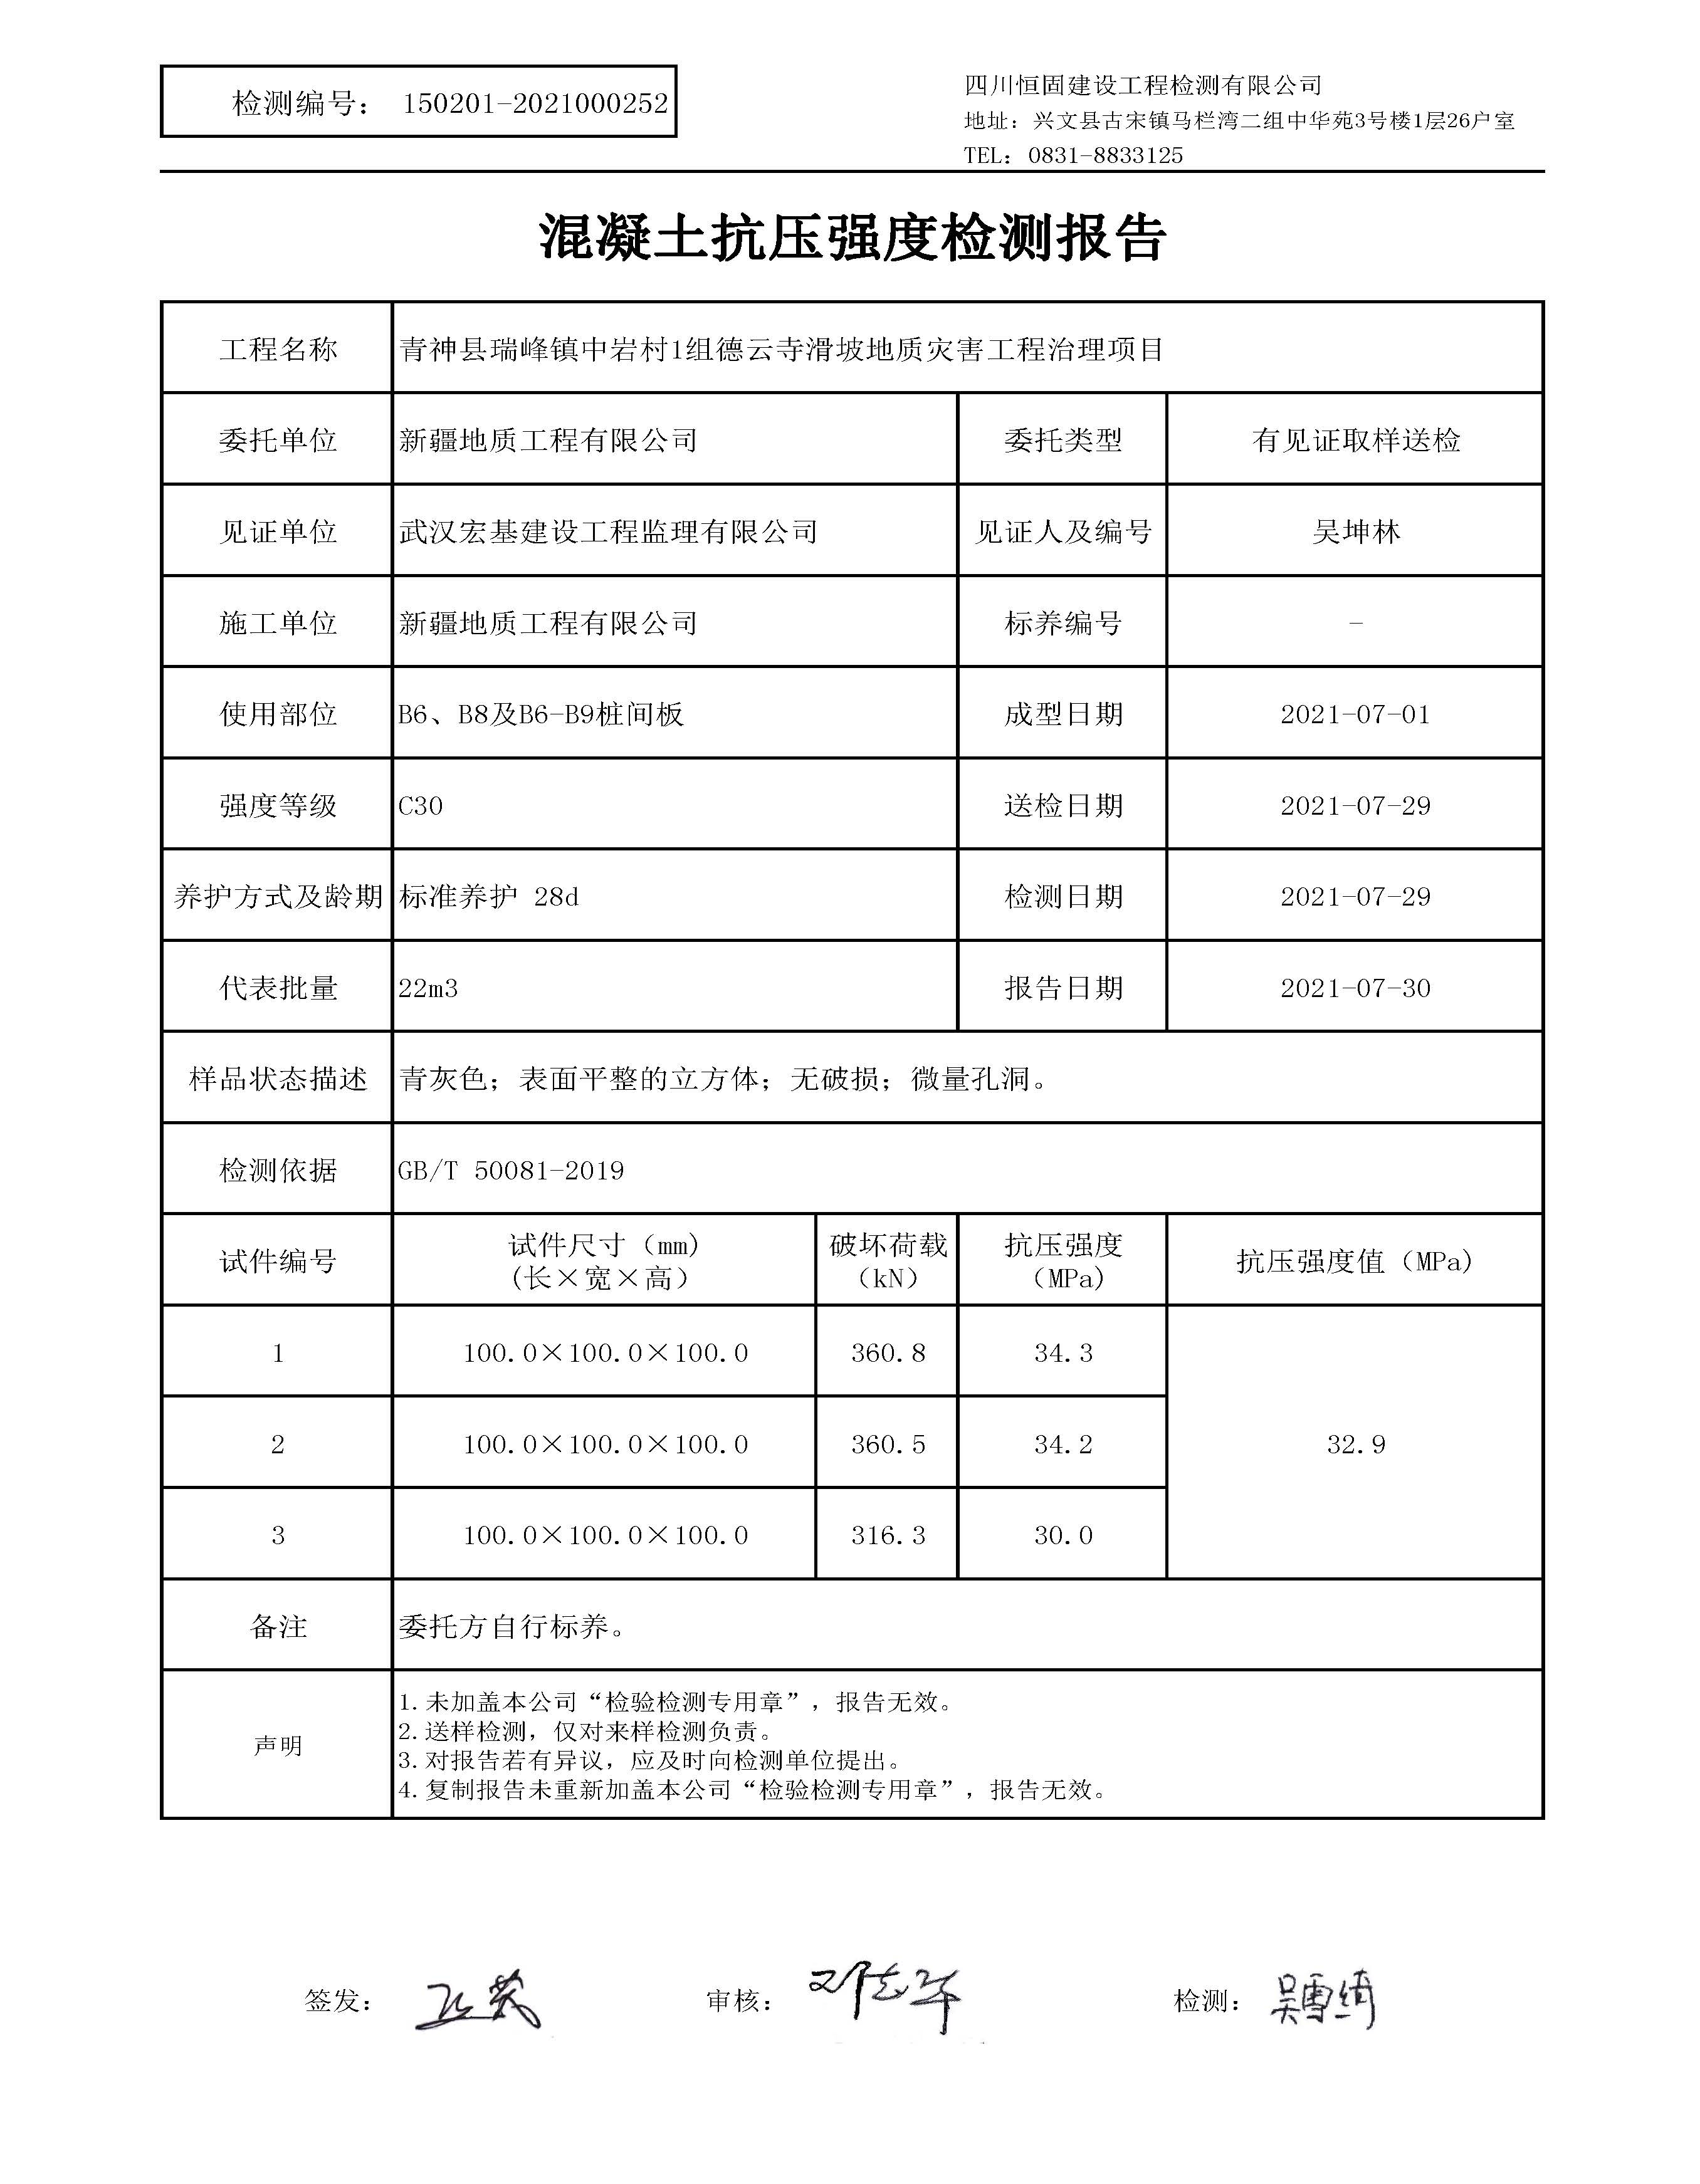 检测编号： 150201-2021000252
四川恒固建设工程检测有限公司
地址：兴文县古宋镇马栏湾二组中华苑3号楼1层26户室
TEL：0831-8833125
混凝土抗压强度检测报告
工程名称 青神县瑞峰镇中岩村1组德云寺滑坡地质灾害工程治理项目
委托单位 新疆地质工程有限公司 委托类型 有见证取样送检
见证单位 武汉宏基建设工程监理有限公司 见证人及编号 吴坤林
施工单位 新疆地质工程有限公司 标养编号 -
使用部位 B6、B8及B6-B9桩间板 成型日期 2021-07-01
强度等级 C30 送检日期 2021-07-29
养护方式及龄期 标准养护 28d 检测日期 2021-07-29
代表批量 22m3 报告日期 2021-07-30
样品状态描述 青灰色；表面平整的立方体；无破损；微量孔洞。
检测依据 GB/T 50081-2019
试件编号 试件尺寸（mm)
(长×宽×高） 破坏荷载
（kN） 抗压强度
（MPa) 抗压强度值（MPa)
1 100.0×100.0×100.0 360.8 34.3
2 100.0×100.0×100.0 360.5 34.2 32.9
3 100.0×100.0×100.0 316.3 30.0
备注 委托方自行标养。
声明
1.未加盖本公司“检验检测专用章”，报告无效。
2.送样检测，仅对来样检测负责。
3.对报告若有异议，应及时向检测单位提出。
4.复制报告未重新加盖本公司“检验检测专用章”，报告无效。
签发： 审核： 检测：吴雪绮